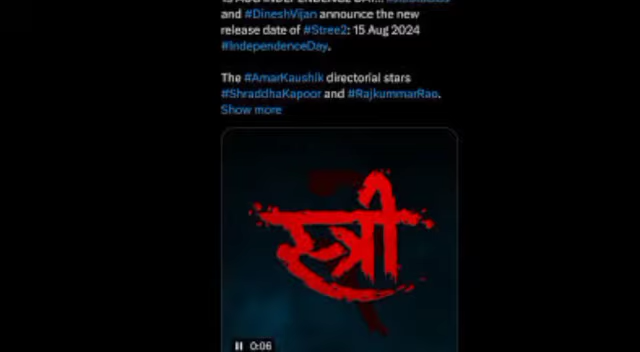 and #DineshVijan announce the new
release date of #Stree2: 15 Aug 2024
#IndependenceDay.
The #AmarKaushik directorial stars
#ShraddhaKapoor and #RajkummarRao.
Show more
स्त्री
0:06